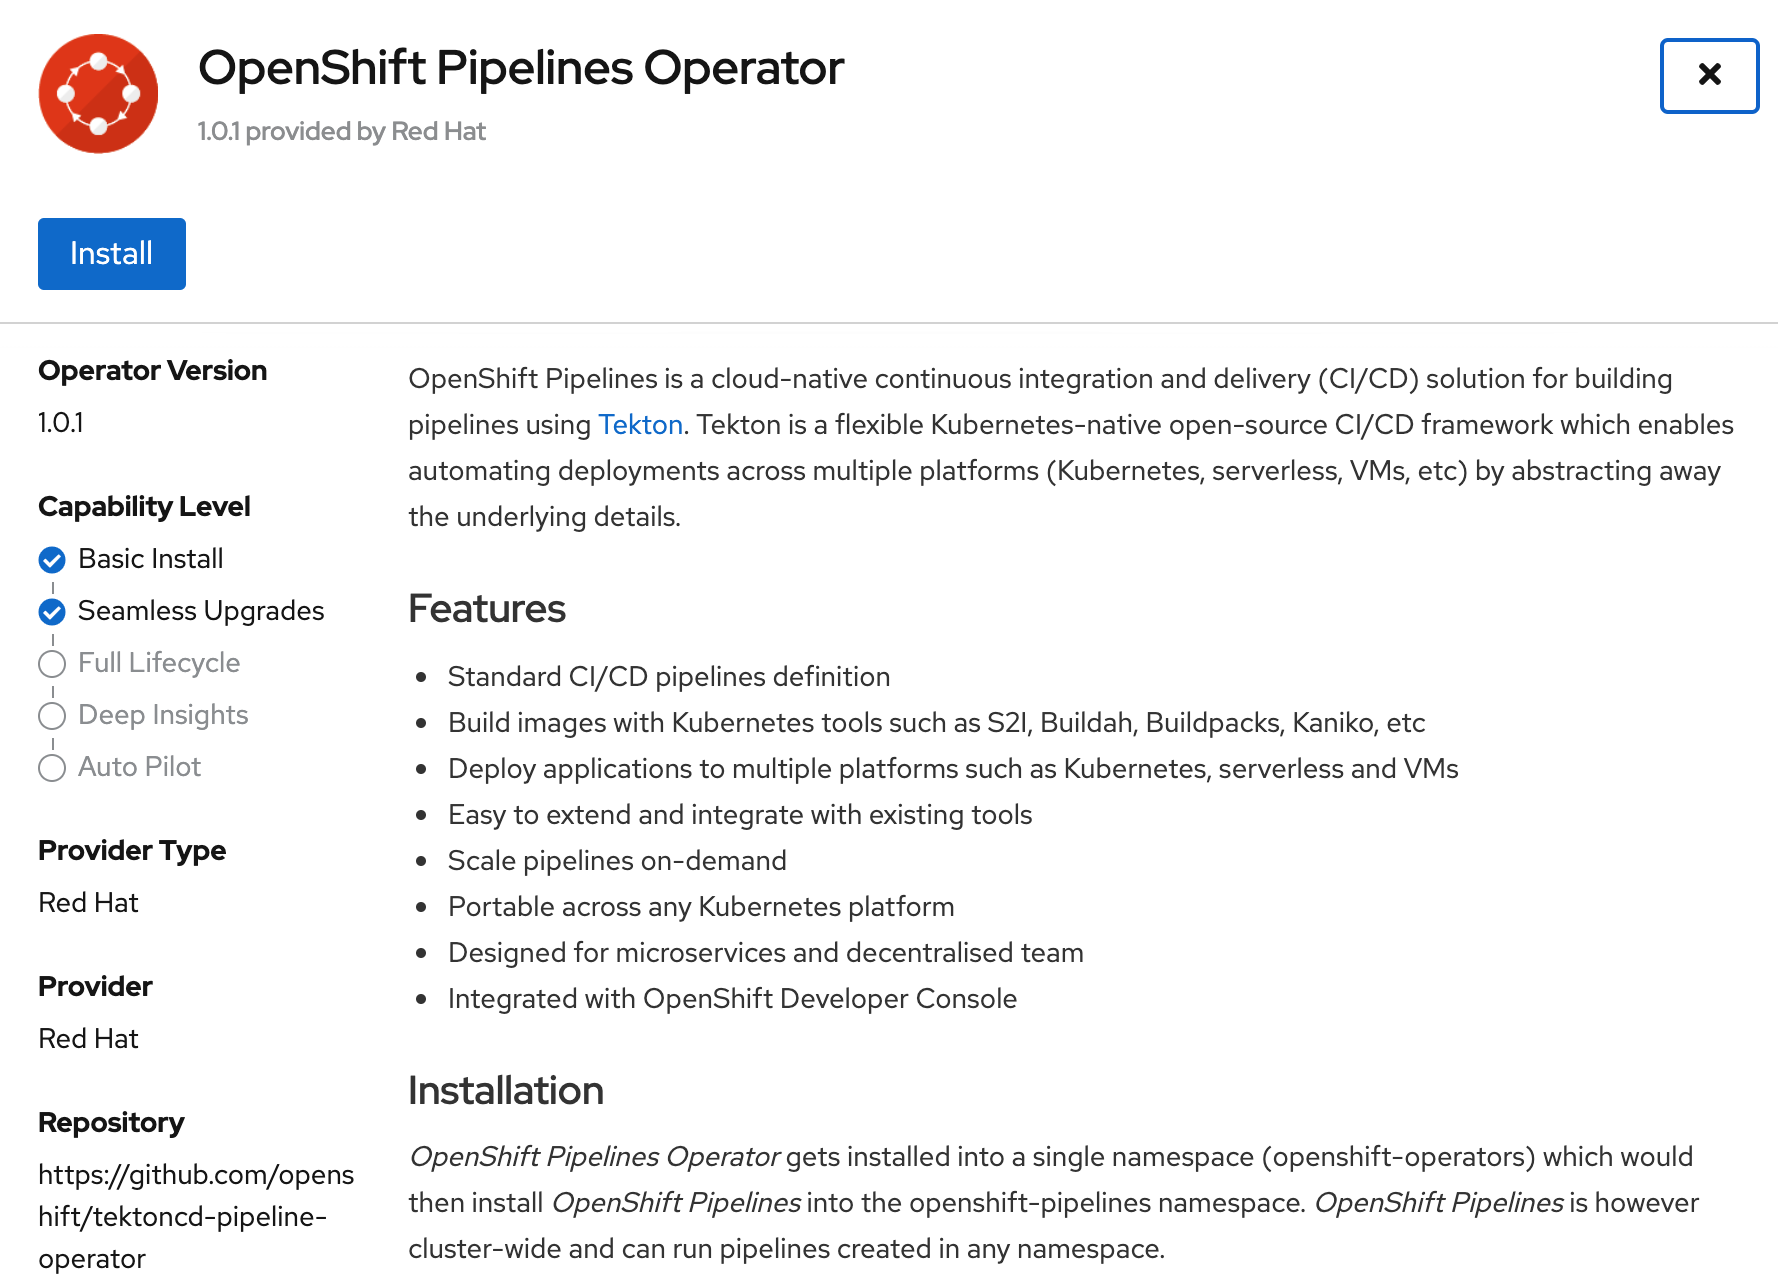 OpenShift Pipelines Operator
1.0.1 provided by Red Hat
Install
Operator Version
1.0.1
Capability Level
Basic Install
Seamless Upgrades
Full Lifecycle
Deep Insights
Auto Pilot
Provider Type
Red Hat
Provider
Red Hat
Repository
https://github.com/opens
hift/tektoncd-pipeline-
operator
OpenShift Pipelines is a cloud-native continuous integration and delivery (CI/CD) solution for building
pipelines using Tekton. Tekton is a flexible Kubernetes-native open-source CI/CD framework which enables
automating deployments across multiple platforms (Kubernetes, serverless, VMs, etc) by abstracting away
the underlying details.
Features
Standard CI/CD pipelines definition
Build images with Kubernetes tools such as S2I, Buildah, Buildpacks, Kaniko, etc
Deploy applications to multiple platforms such as Kubernetes, serverless and VMs
Easy to extend and integrate with existing tools
Scale pipelines on-demand
Portable across any Kubernetes platform
Designed for microservices and decentralised team
Integrated with OpenShift Developer Console
Installation
OpenShift Pipelines Operator gets installed into a single namespace (openshift-operators) which would
then install OpenShift Pipelines into the openshift-pipelines namespace. OpenShift Pipelines is however
cluster-wide and can run pipelines created in any namespace.